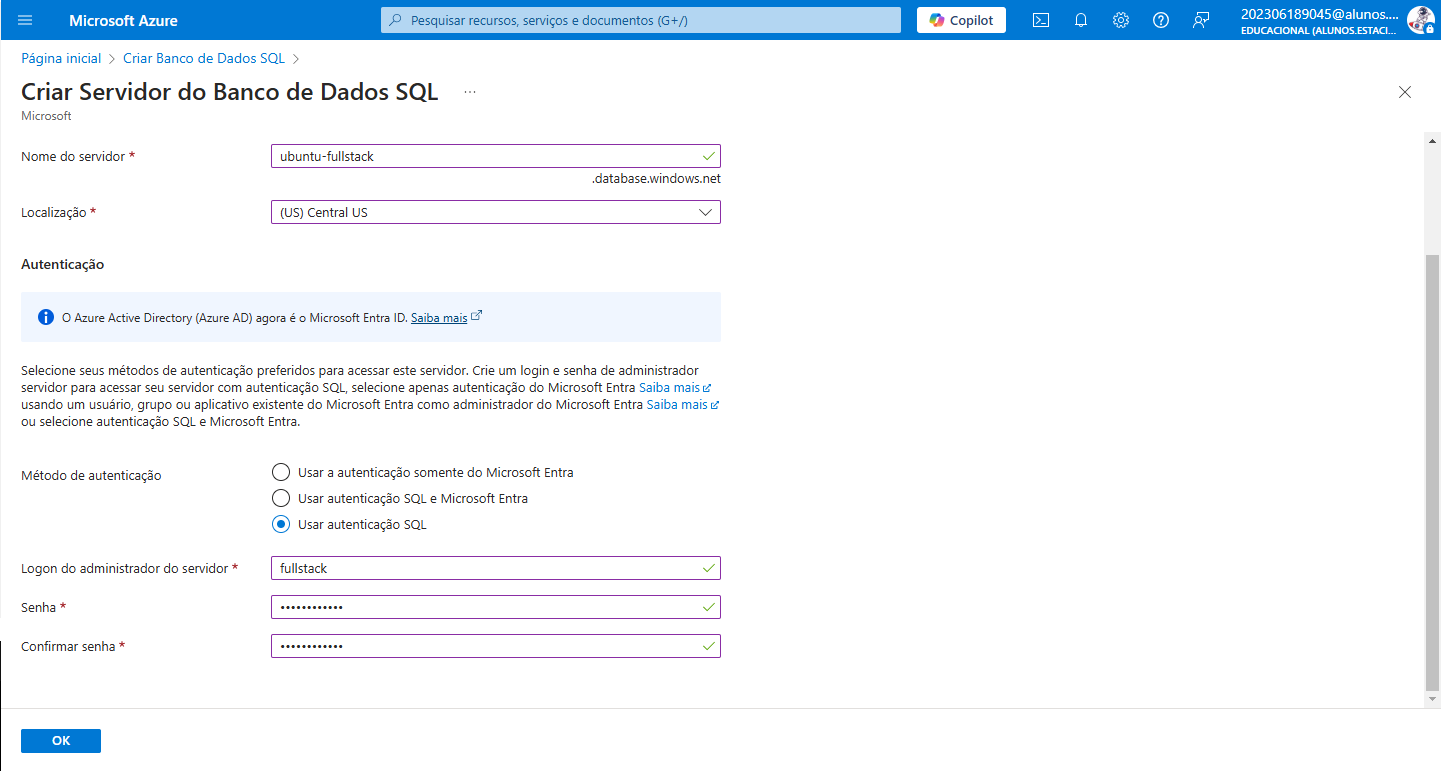 Microsoft Azure
Pesquisar recursos, serviços e documentos (G+/)
Copilot
202306189045@alunos....
EDUCACIONAL (ALUNOS.ESTACI...
Página inicial > Criar Banco de Dados SQL >
Criar Servidor do Banco de Dados SQL ...
Microsoft
Nome do servidor *
ubuntu-fullstack
.database.windows.net
Localização *
(US) Central US
Autenticação
O Azure Active Directory (Azure AD) agora é o Microsoft Entra ID. Saiba mais
Selecione seus métodos de autenticação preferidos para acessar este servidor. Crie um login e senha de administrador
servidor para acessar seu servidor com autenticação SQL, selecione apenas autenticação do Microsoft Entra Saiba mais
usando um usuário, grupo ou aplicativo existente do Microsoft Entra como administrador do Microsoft Entra Saiba mais
ou selecione autenticação SQL e Microsoft Entra.
Método de autenticação
Usar a autenticação somente do Microsoft Entra
Usar autenticação SQL e Microsoft Entra
Usar autenticação SQL
Logon do administrador do servidor *
fullstack
Senha *
••••••••••••
Confirmar senha *
••••••••••••
OK